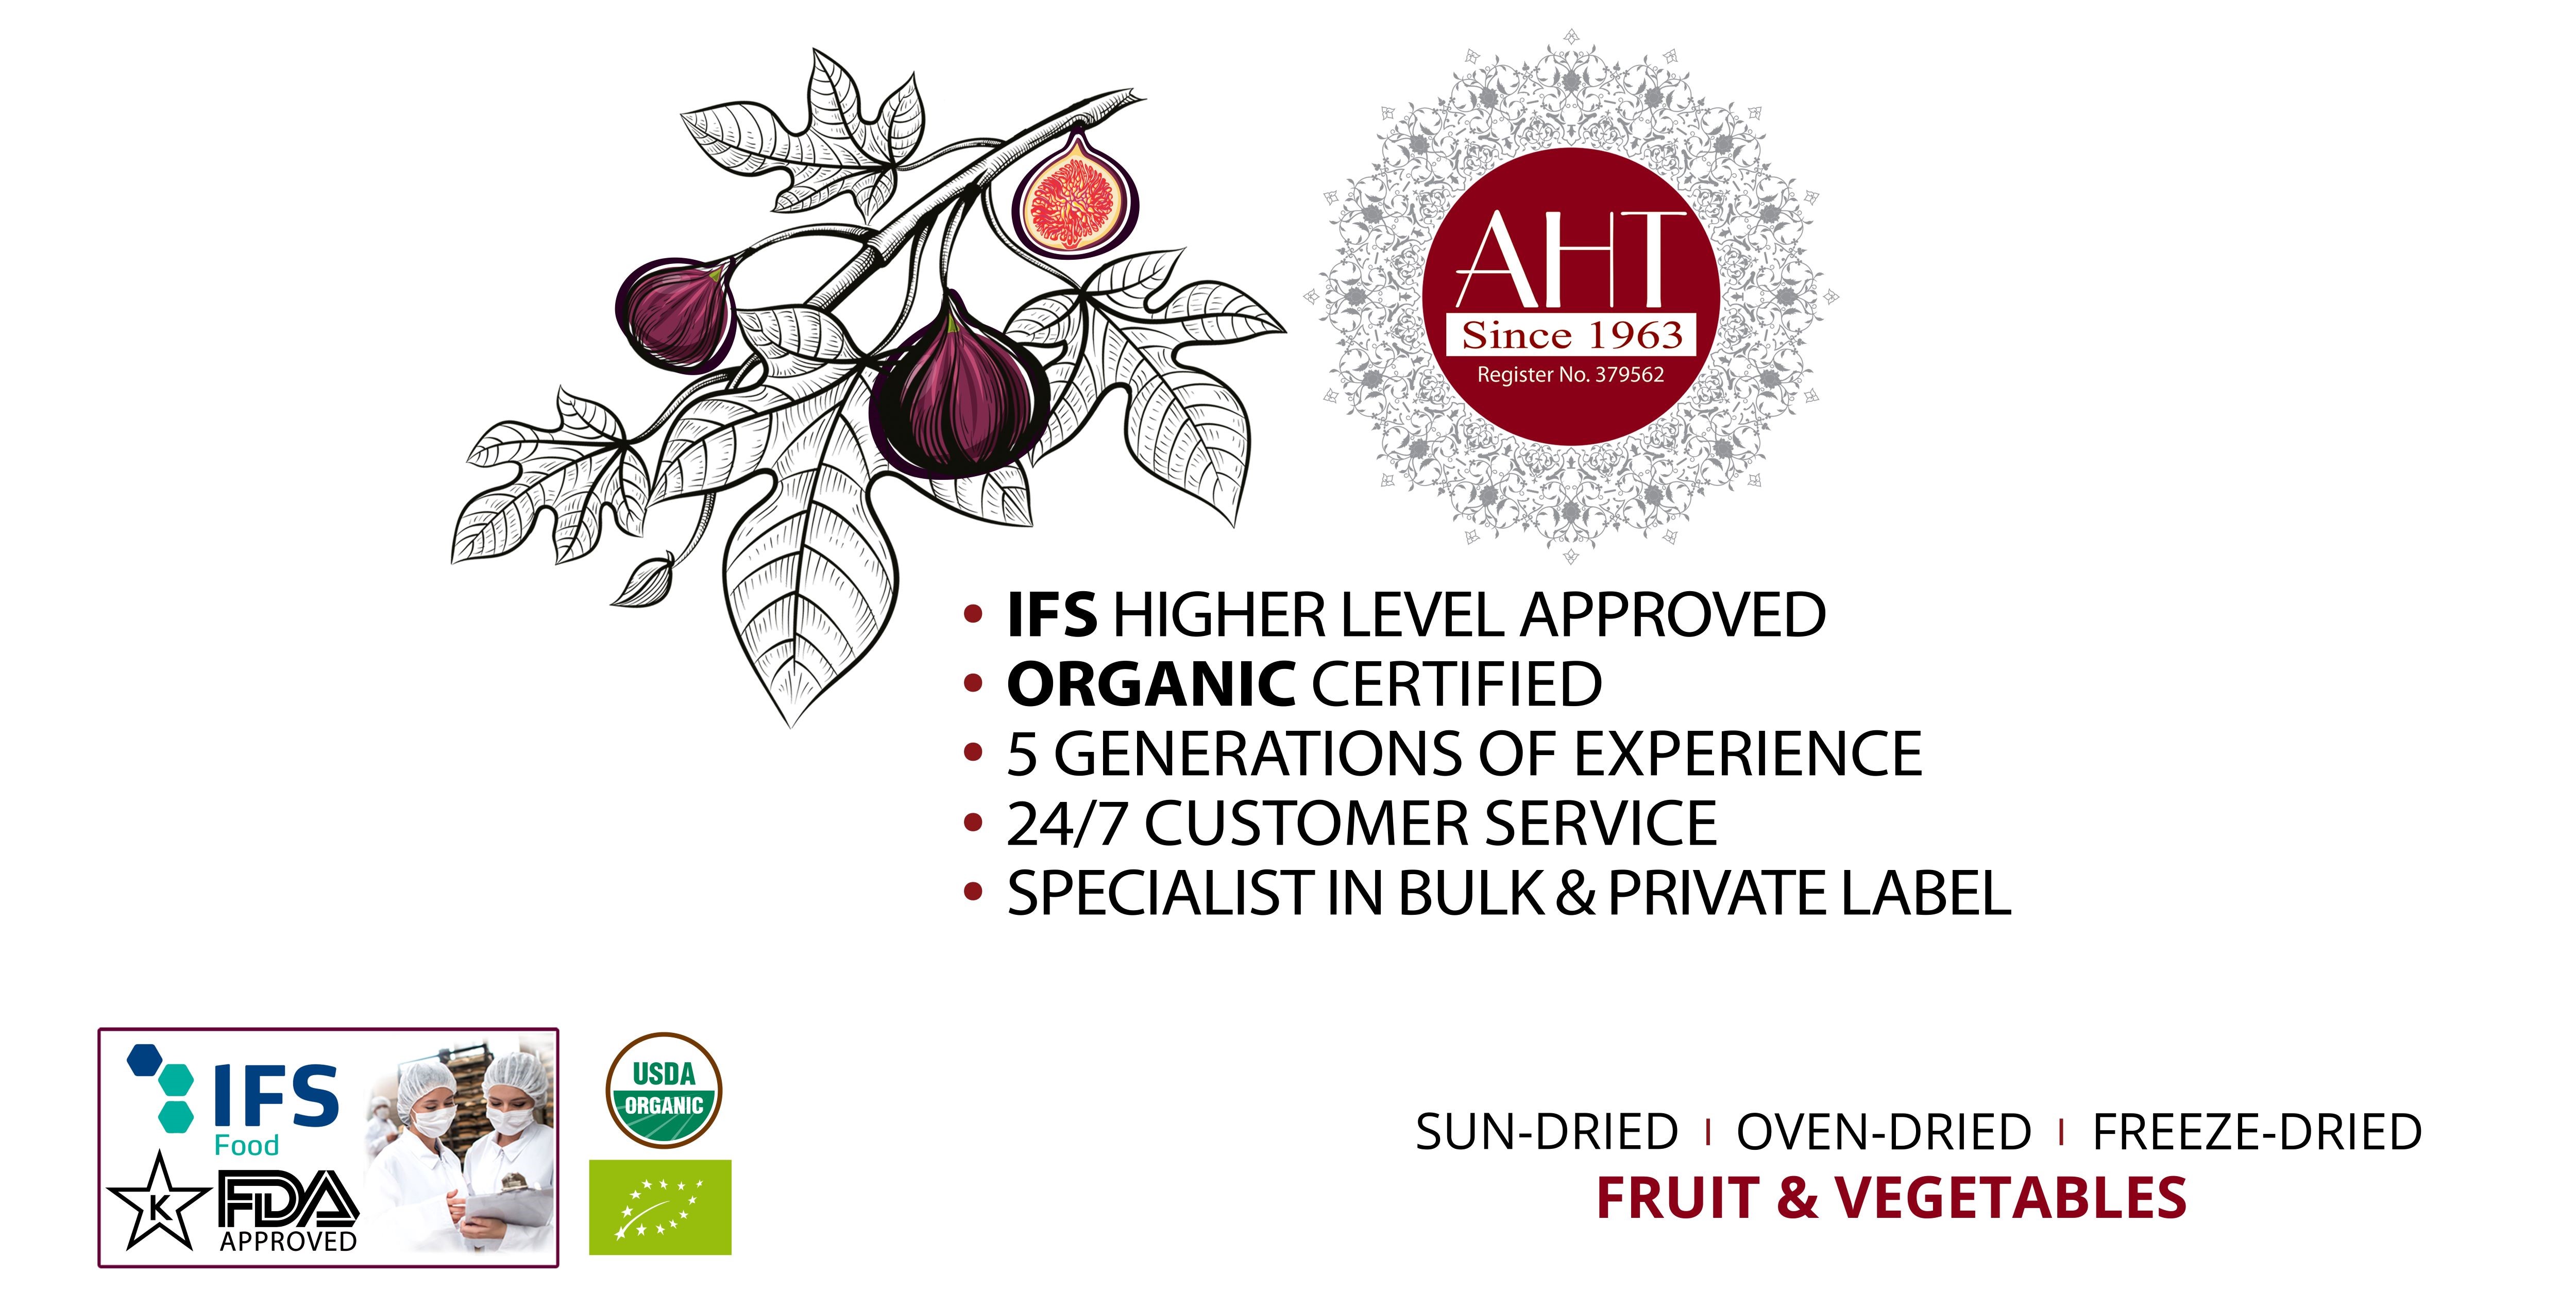 AHT
Since 1963
Register No. 379562
• IFS HIGHER LEVEL APPROVED
• ORGANIC CERTIFIED
• 5 GENERATIONS OF EXPERIENCE
• 24/7 CUSTOMER SERVICE
• SPECIALIST IN BULK & PRIVATE LABEL
IFS
Food
K
FDA
APPROVED
USDA
ORGANIC
SUN-DRIED | OVEN-DRIED | FREEZE-DRIED
FRUIT & VEGETABLES